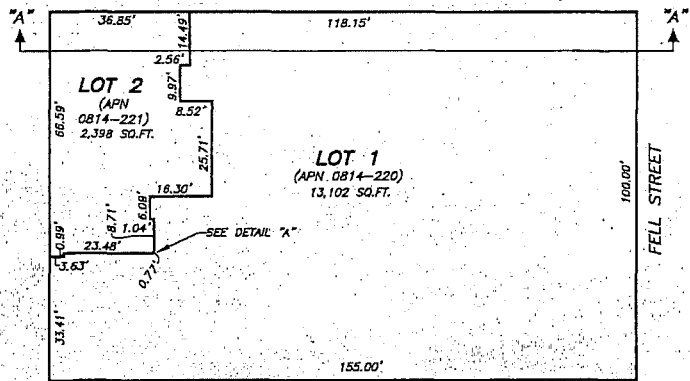 "A"
"A"
36.85'
118.15'
14.49'
2.56'
9.97'
8.52'
LOT 2
(APN
0814-221)
2,398 SQ.FT.
66.59'
25.71'
LOT 1
(APN 0814-220)
13,102 SQ.FT.
100.00'
FELL STREET
16.30'
6.09'
8.71'
1.04'
SEE DETAIL "A"
0.99'
23.48'
3.63'
0.77'
33.41'
155.00'